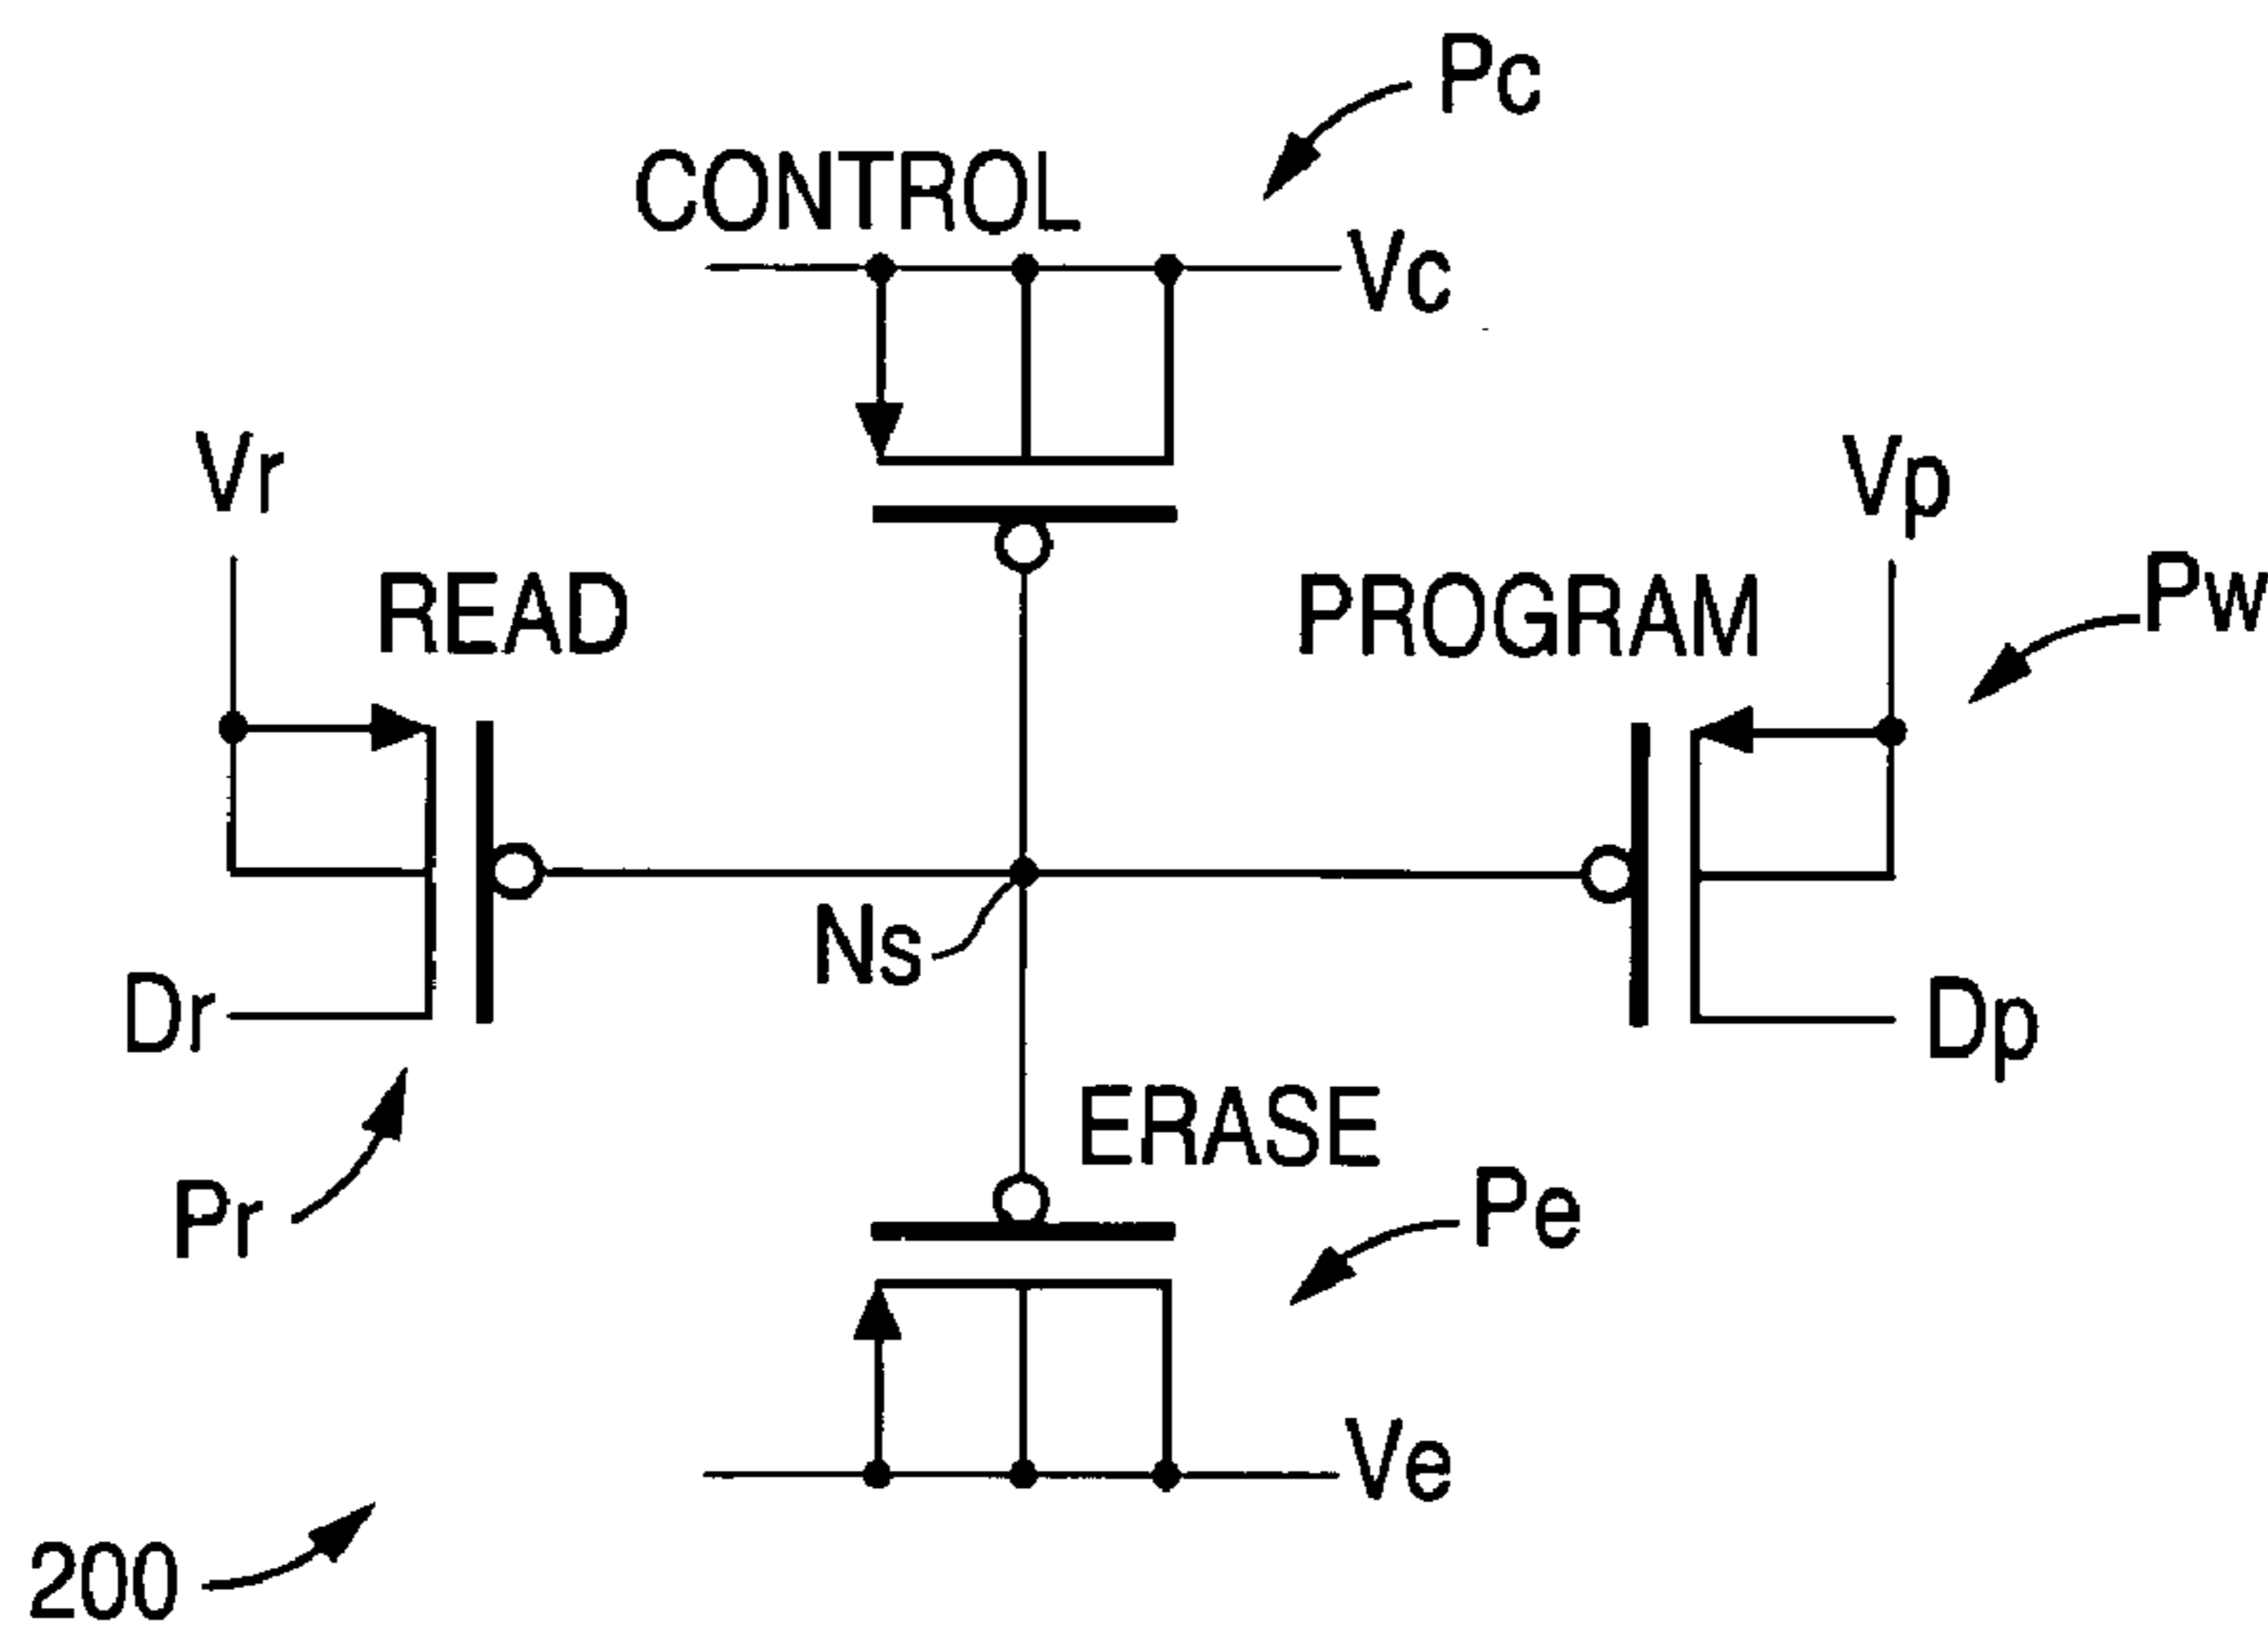 Pc
CONTROL
Vc
Vr
Vp
READ
PROGRAM
Pw
Ns
Dr
Dp
ERASE
Pr
Pe
Ve
200